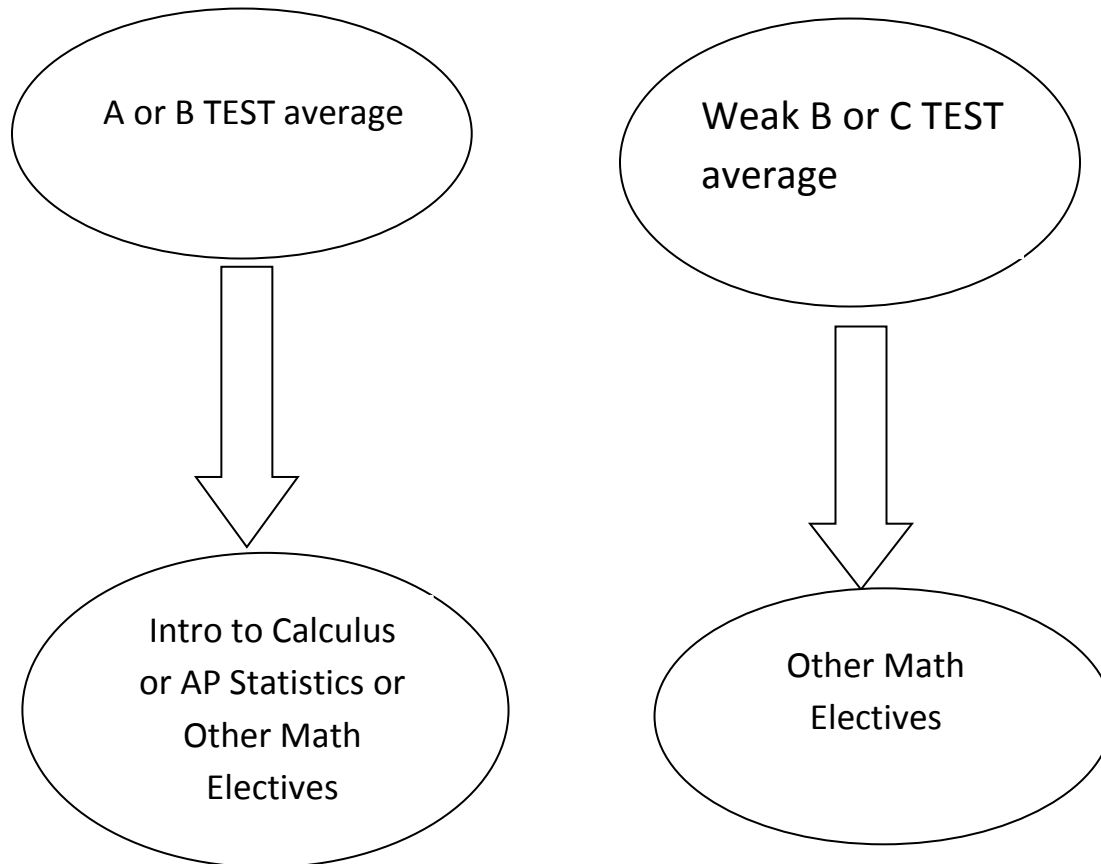 A or B TEST average
Weak B or C TEST
average
Intro to Calculus
or AP Statistics or
Other Math
Electives
Other Math
Electives